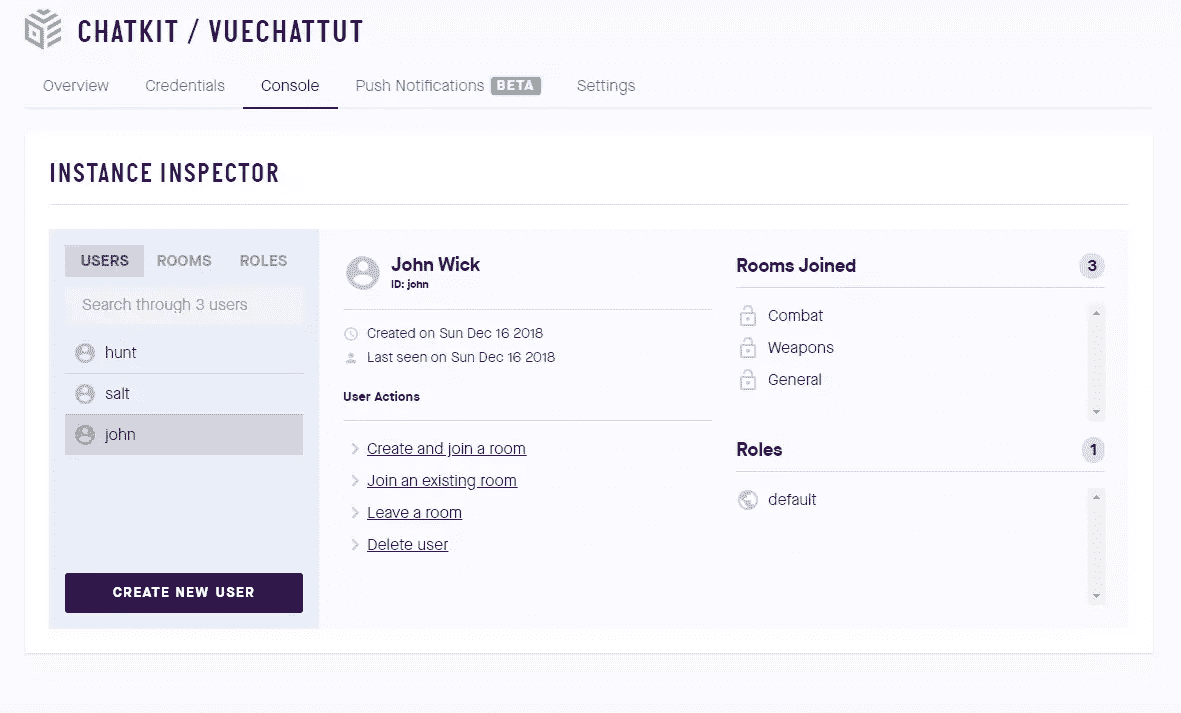 CHATKIT / VUECHATTUT
Overview Credentials Console Push Notifications BETA Settings
INSTANCE INSPECTOR
USERS ROOMS ROLES
Search through 3 users
hunt
salt
john
CREATE NEW USER
John Wick
ID: john
Created on Sun Dec 16 2018
Last seen on Sun Dec 16 2018
User Actions
Create and join a room
Join an existing room
Leave a room
Delete user
Rooms Joined 3
Combat
Weapons
General
Roles 1
default